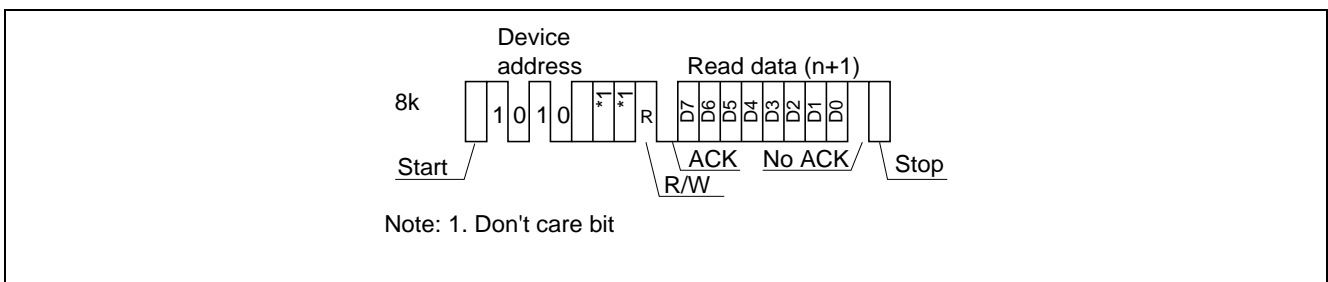 Device
address
Read data (n+1)
8k
1 0 1 0 *1 *1 R D7 D6 D5 D4 D3 D2 D1 D0
Start
ACK
No ACK
Stop
R/W
Note: 1. Don't care bit